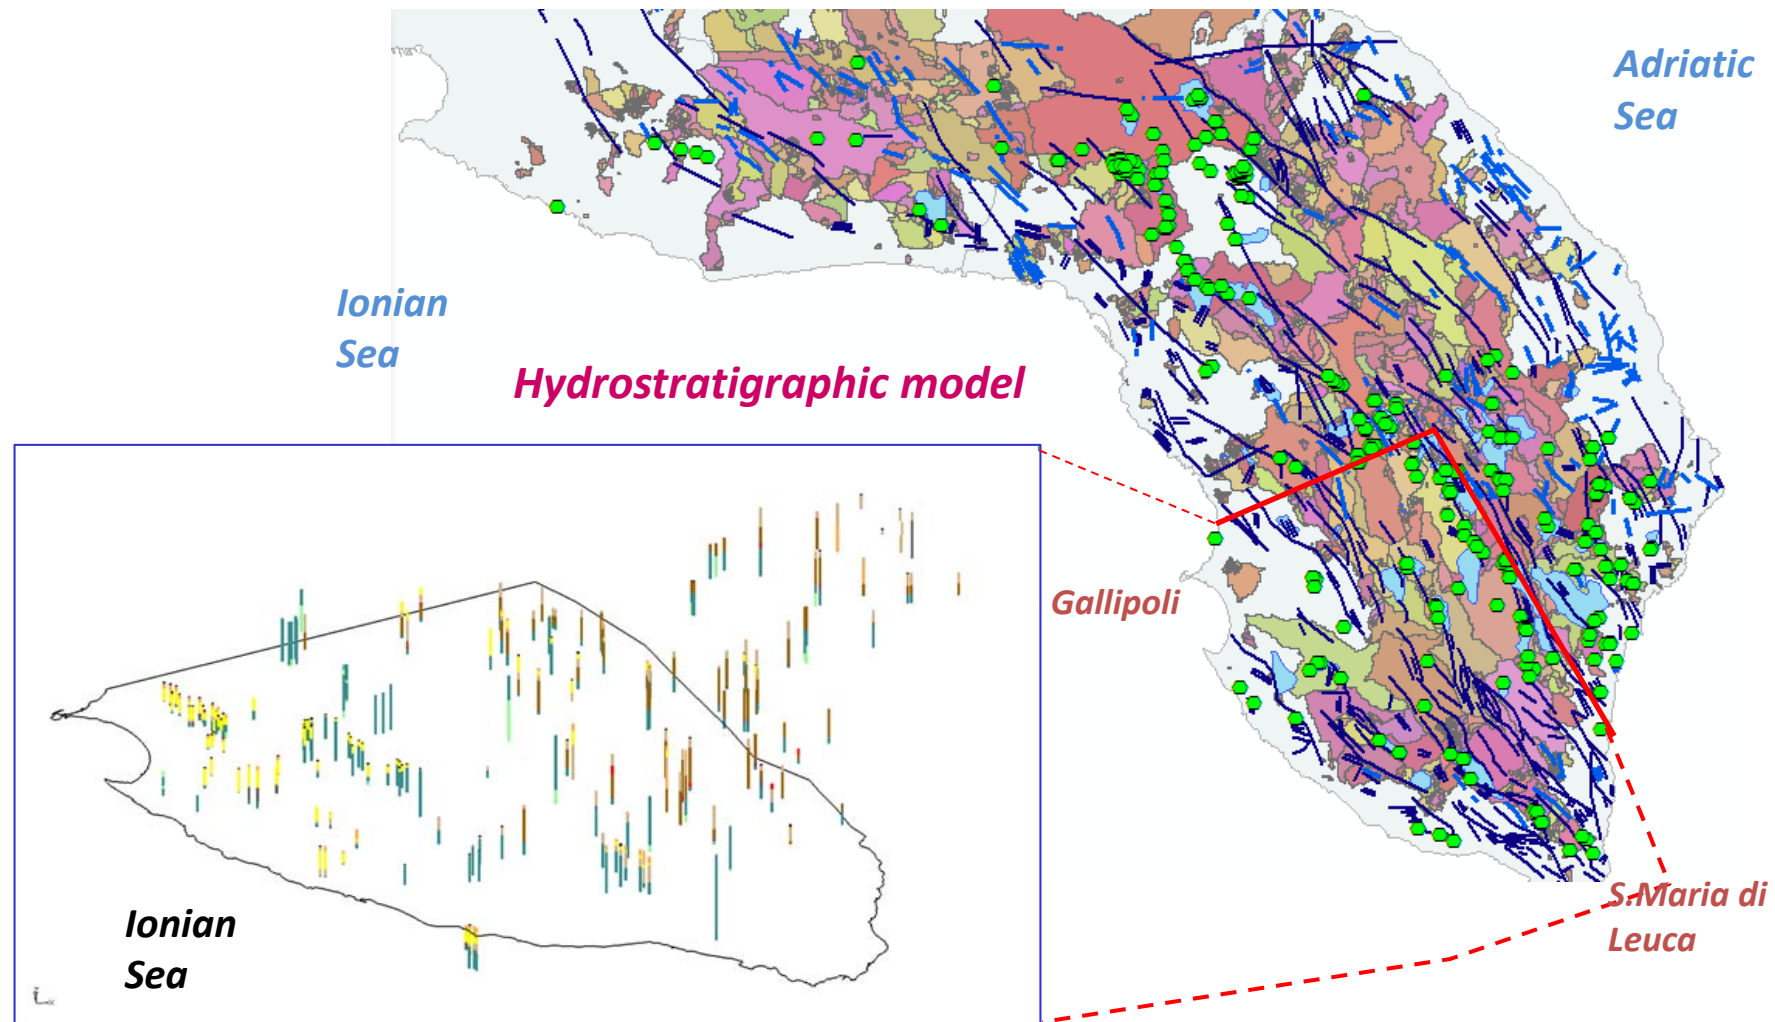 Adriatic
Sea
Ionian
Sea
Hydrostratigraphic model
Gallipoli
S.Maria di
Leuca
Ionian
Sea